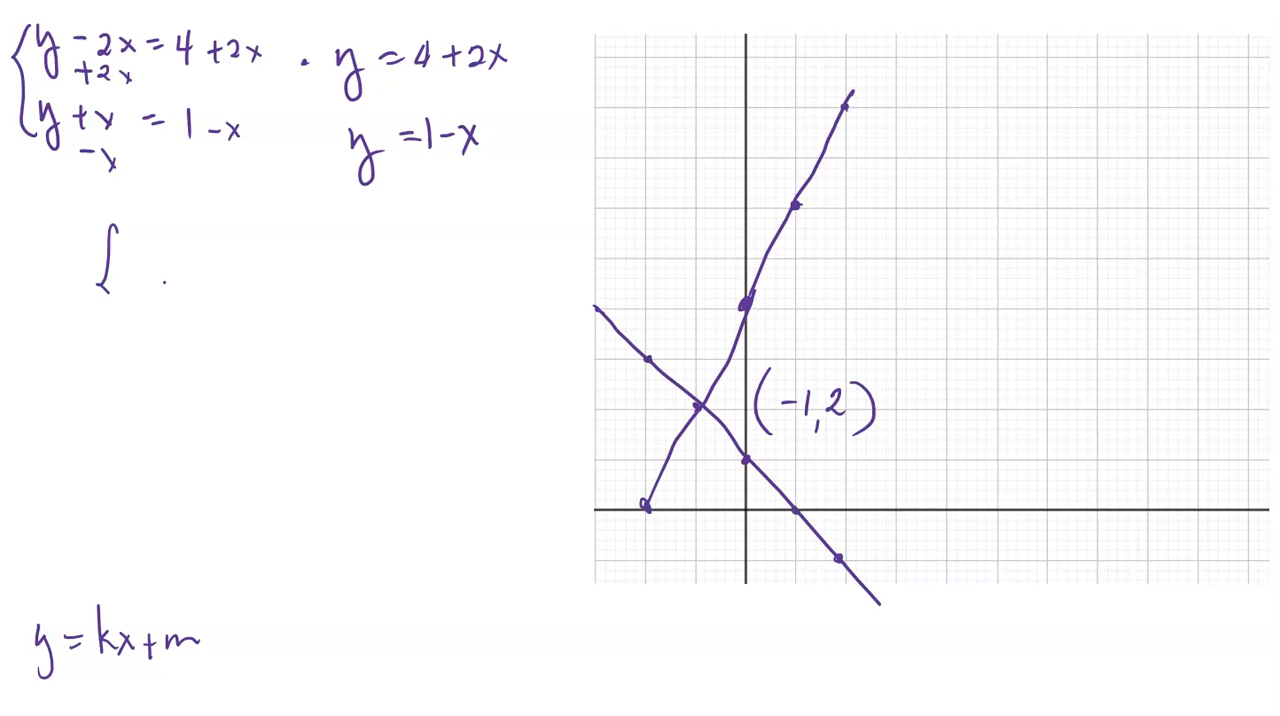 y - 2x = 4 + 2x · y = 4 + 2x
+2x
y + x = 1 - x y = 1 - x
- x
(-1, 2)
y = kx + m